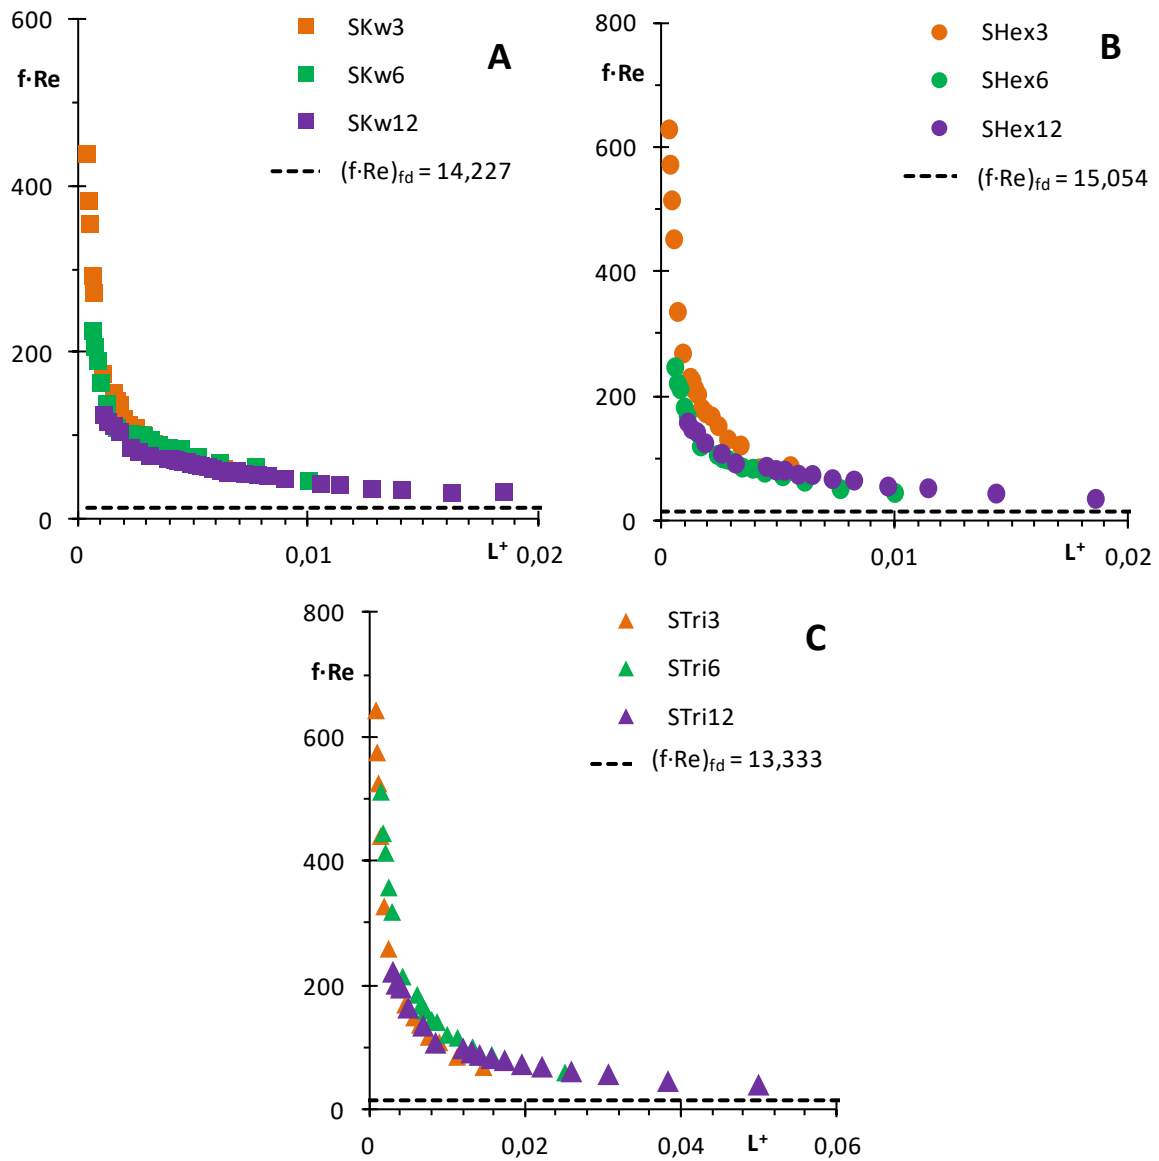 600
f·Re
400
200
0
0
0,01
L⁺
0,02
SKw3
SKw6
SKw12
(f·Re)fd = 14,227
A
800
f·Re
600
400
200
0
0
0,01
L⁺
0,02
SHex3
SHex6
SHex12
(f·Re)fd = 15,054
B
800
f·Re
600
400
200
0
0
0,02
0,04
L⁺
0,06
STri3
STri6
STri12
(f·Re)fd = 13,333
C